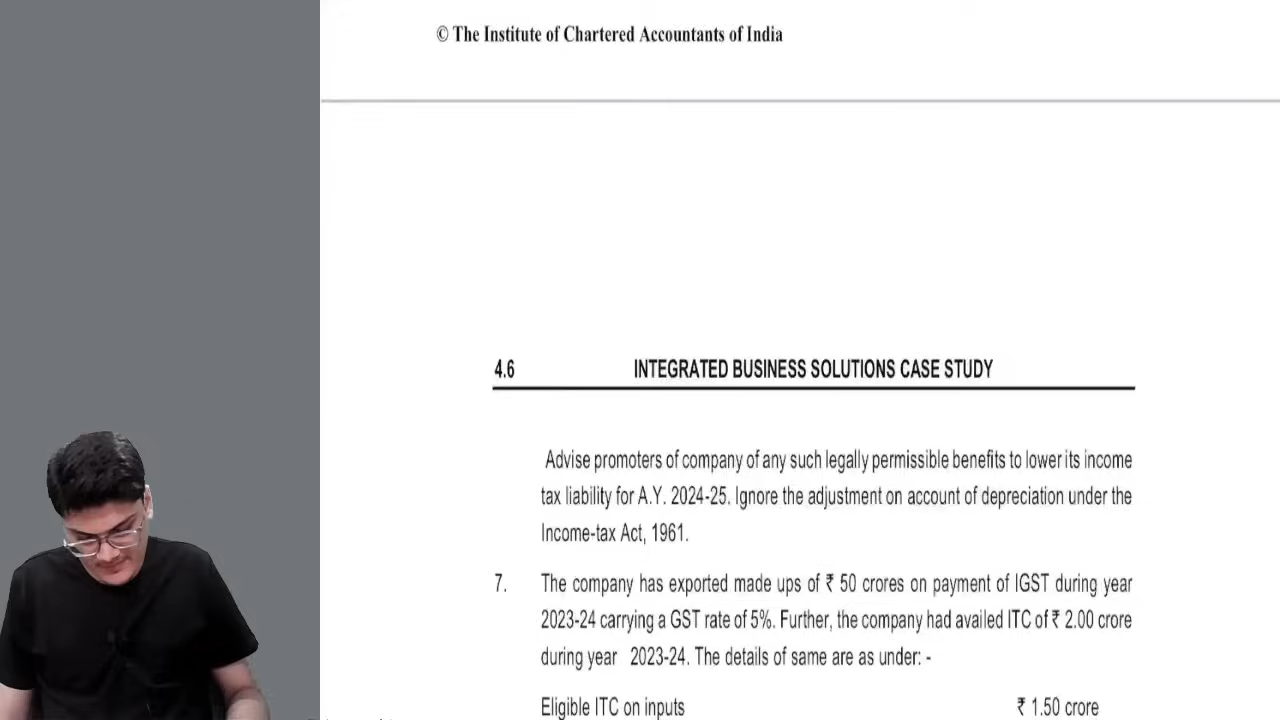 © The Institute of Chartered Accountants of India
4.6 INTEGRATED BUSINESS SOLUTIONS CASE STUDY
Advise promoters of company of any such legally permissible benefits to lower its income
tax liability for A.Y. 2024-25. Ignore the adjustment on account of depreciation under the
Income-tax Act, 1961.
7. The company has exported made ups of ₹ 50 crores on payment of IGST during year
2023-24 carrying a GST rate of 5%. Further, the company had availed ITC of ₹ 2.00 crore
during year 2023-24. The details of same are as under: -
Eligible ITC on inputs ₹ 1.50 crore